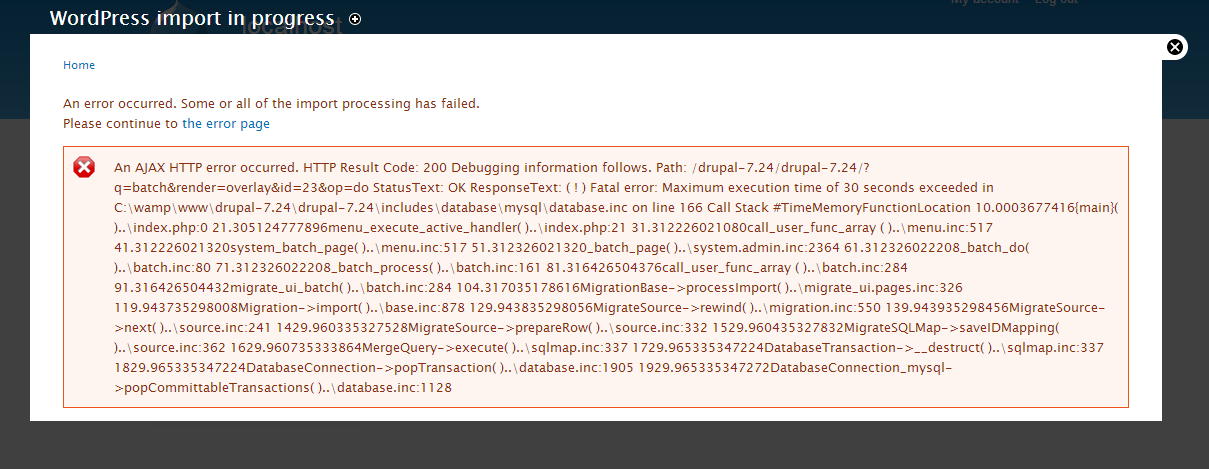 My account Log out
WordPress import in progress
localhost
Home
An error occurred. Some or all of the import processing has failed.
Please continue to the error page
An AJAX HTTP error occurred. HTTP Result Code: 200 Debugging information follows. Path: /drupal-7.24/drupal-7.24/?
q=batch&render=overlay&id=23&op=do StatusText: OK ResponseText: ( ! ) Fatal error: Maximum execution time of 30 seconds exceeded in
C:\wamp\www\drupal-7.24\drupal-7.24\includes\database\mysql\database.inc on line 166 Call Stack #TimeMemoryFunctionLocation 10.0003677416{main}(
)..\index.php:0 21.305124777896menu_execute_active_handler( )..\index.php:21 31.312226021080call_user_func_array ( )..\menu.inc:517
41.312226021320system_batch_page( )..\menu.inc:517 51.312326021320_batch_page( )..\system.admin.inc:2364 61.312326022208_batch_do(
)..\batch.inc:80 71.312326022208_batch_process( )..\batch.inc:161 81.316426504376call_user_func_array ( )..\batch.inc:284
91.316426504432migrate_ui_batch( )..\batch.inc:284 104.317035178616MigrationBase->processImport( )..\migrate_ui.pages.inc:326
119.943735298008Migration->import( )..\base.inc:878 129.943835298056MigrateSource->rewind( )..\migration.inc:550 139.943935298456MigrateSource-
>next( )..\source.inc:241 1429.960335327528MigrateSource->prepareRow( )..\source.inc:332 1529.960435327832MigrateSQLMap->saveIDMapping(
)..\source.inc:362 1629.960735333864MergeQuery->execute( )..\sqlmap.inc:337 1729.965335347224DatabaseTransaction->__destruct( )..\sqlmap.inc:337
1829.965335347224DatabaseConnection->popTransaction( )..\database.inc:1905 1929.965335347272DatabaseConnection_mysql-
>popCommittableTransactions( )..\database.inc:1128